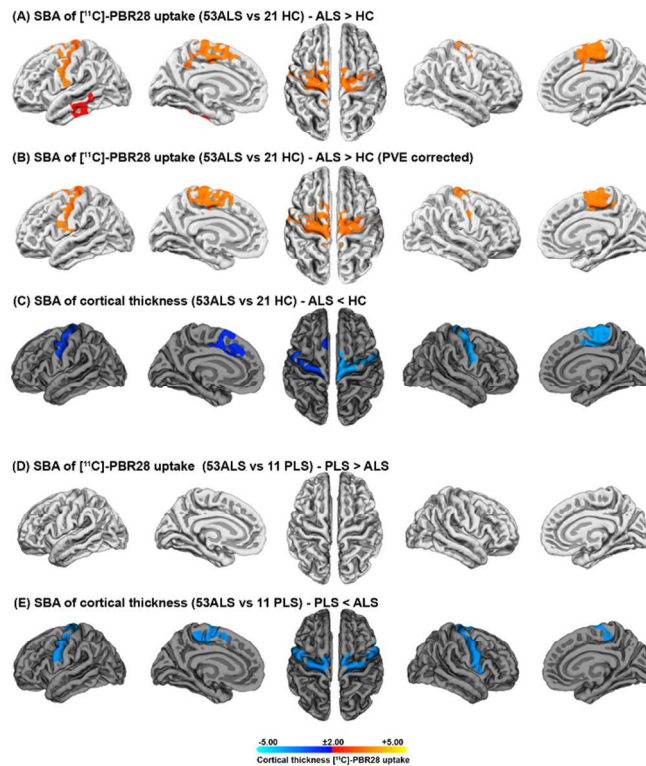 (A) SBA of [¹¹C]-PBR28 uptake (53ALS vs 21 HC) - ALS > HC
(B) SBA of [¹¹C]-PBR28 uptake (53ALS vs 21 HC) - ALS > HC (PVE corrected)
(C) SBA of cortical thickness (53ALS vs 21 HC) - ALS < HC
(D) SBA of [¹¹C]-PBR28 uptake (53ALS vs 11 PLS) - PLS > ALS
(E) SBA of cortical thickness (53ALS vs 11 PLS) - PLS < ALS
-5.00 ±2.00 +5.00
Cortical thickness [¹¹C]-PBR28 uptake